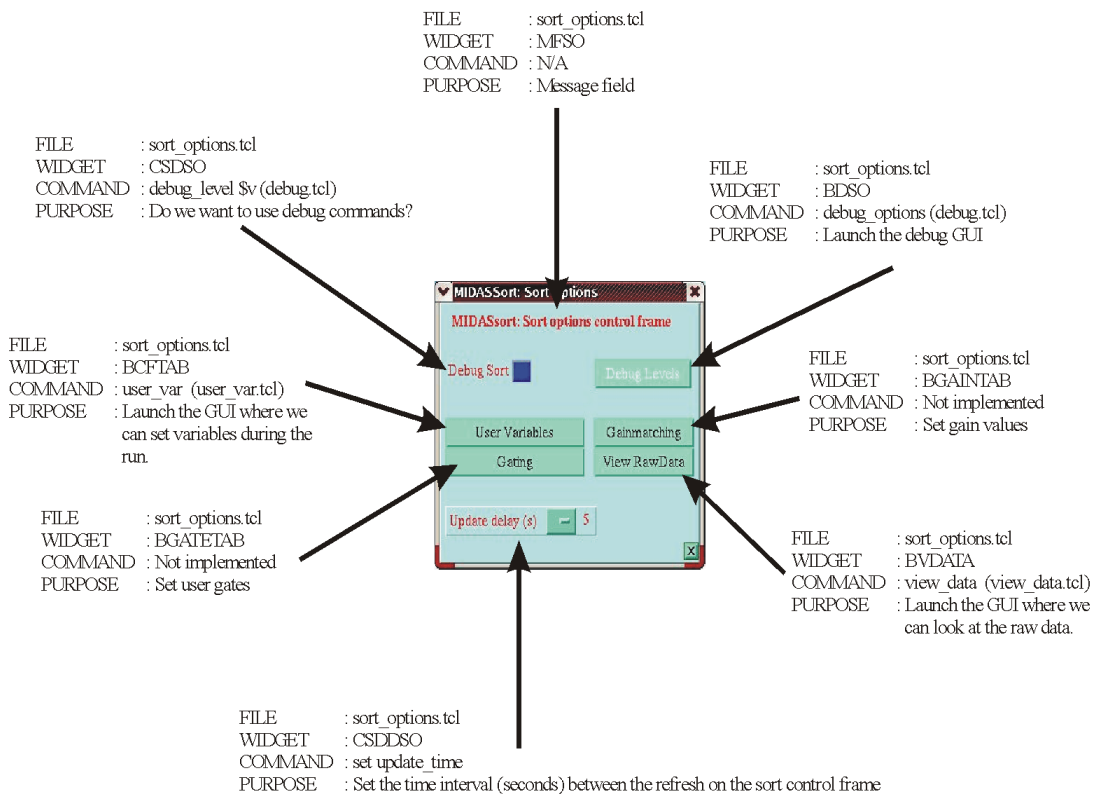 FILE : sort_options.tcl
WIDGET : MFSO
COMMAND : N/A
PURPOSE : Message field
FILE : sort_options.tcl
WIDGET : CSDSO
COMMAND : debug_level $v (debug.tcl)
PURPOSE : Do we want to use debug commands?
FILE : sort_options.tcl
WIDGET : BDSO
COMMAND : debug_options (debug.tcl)
PURPOSE : Launch the debug GUI
MIDASSort: Sort options
MIDASsort: Sort options control frame
Debug Sort
Debug Levels
User Variables
Gainmatching
Gating
View RawData
Update delay (s) 5
X
FILE : sort_options.tcl
WIDGET : BCFTAB
COMMAND : user_var (user_var.tcl)
PURPOSE : Launch the GUI where we
can set variables during the
run.
FILE : sort_options.tcl
WIDGET : BGAINTAB
COMMAND : Not implemented
PURPOSE : Set gain values
FILE : sort_options.tcl
WIDGET : BGATETAB
COMMAND : Not implemented
PURPOSE : Set user gates
FILE : sort_options.tcl
WIDGET : BVDATA
COMMAND : view_data (view_data.tcl)
PURPOSE : Launch the GUI where we
can look at the raw data.
FILE : sort_options.tcl
WIDGET : CSDDSO
COMMAND : set update_time
PURPOSE : Set the time interval (seconds) between the refresh on the sort control frame